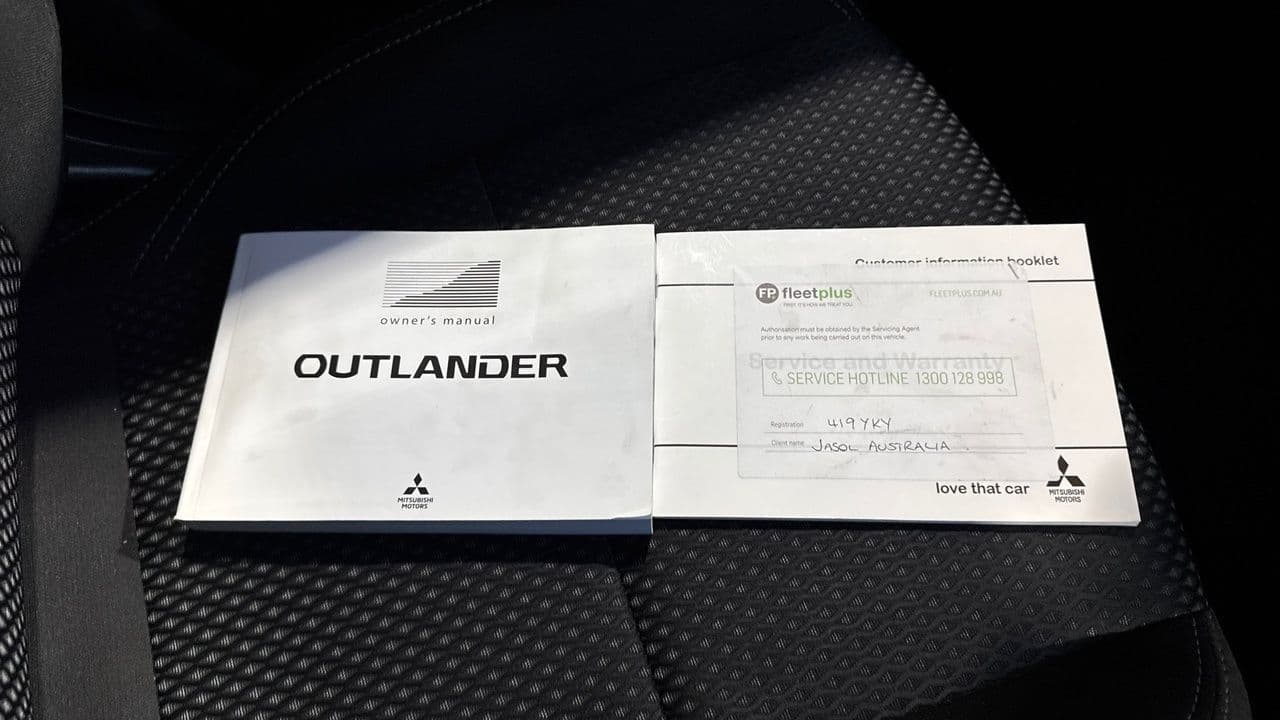 owner's manual
OUTLANDER
MITSUBISHI
MOTORS
Customer information booklet
FP fleetplus
FIRST. IT'S HOW WE TREAT YOU.
FLEETPLUS.COM.AU
Authorisation must be obtained by the Servicing Agent
prior to any work being carried out on this vehicle.
Service and Warranty
SERVICE HOTLINE 1300 128 998
Registration 419YKY
Client name JASOL AUSTRALIA
love that car
MITSUBISHI
MOTORS